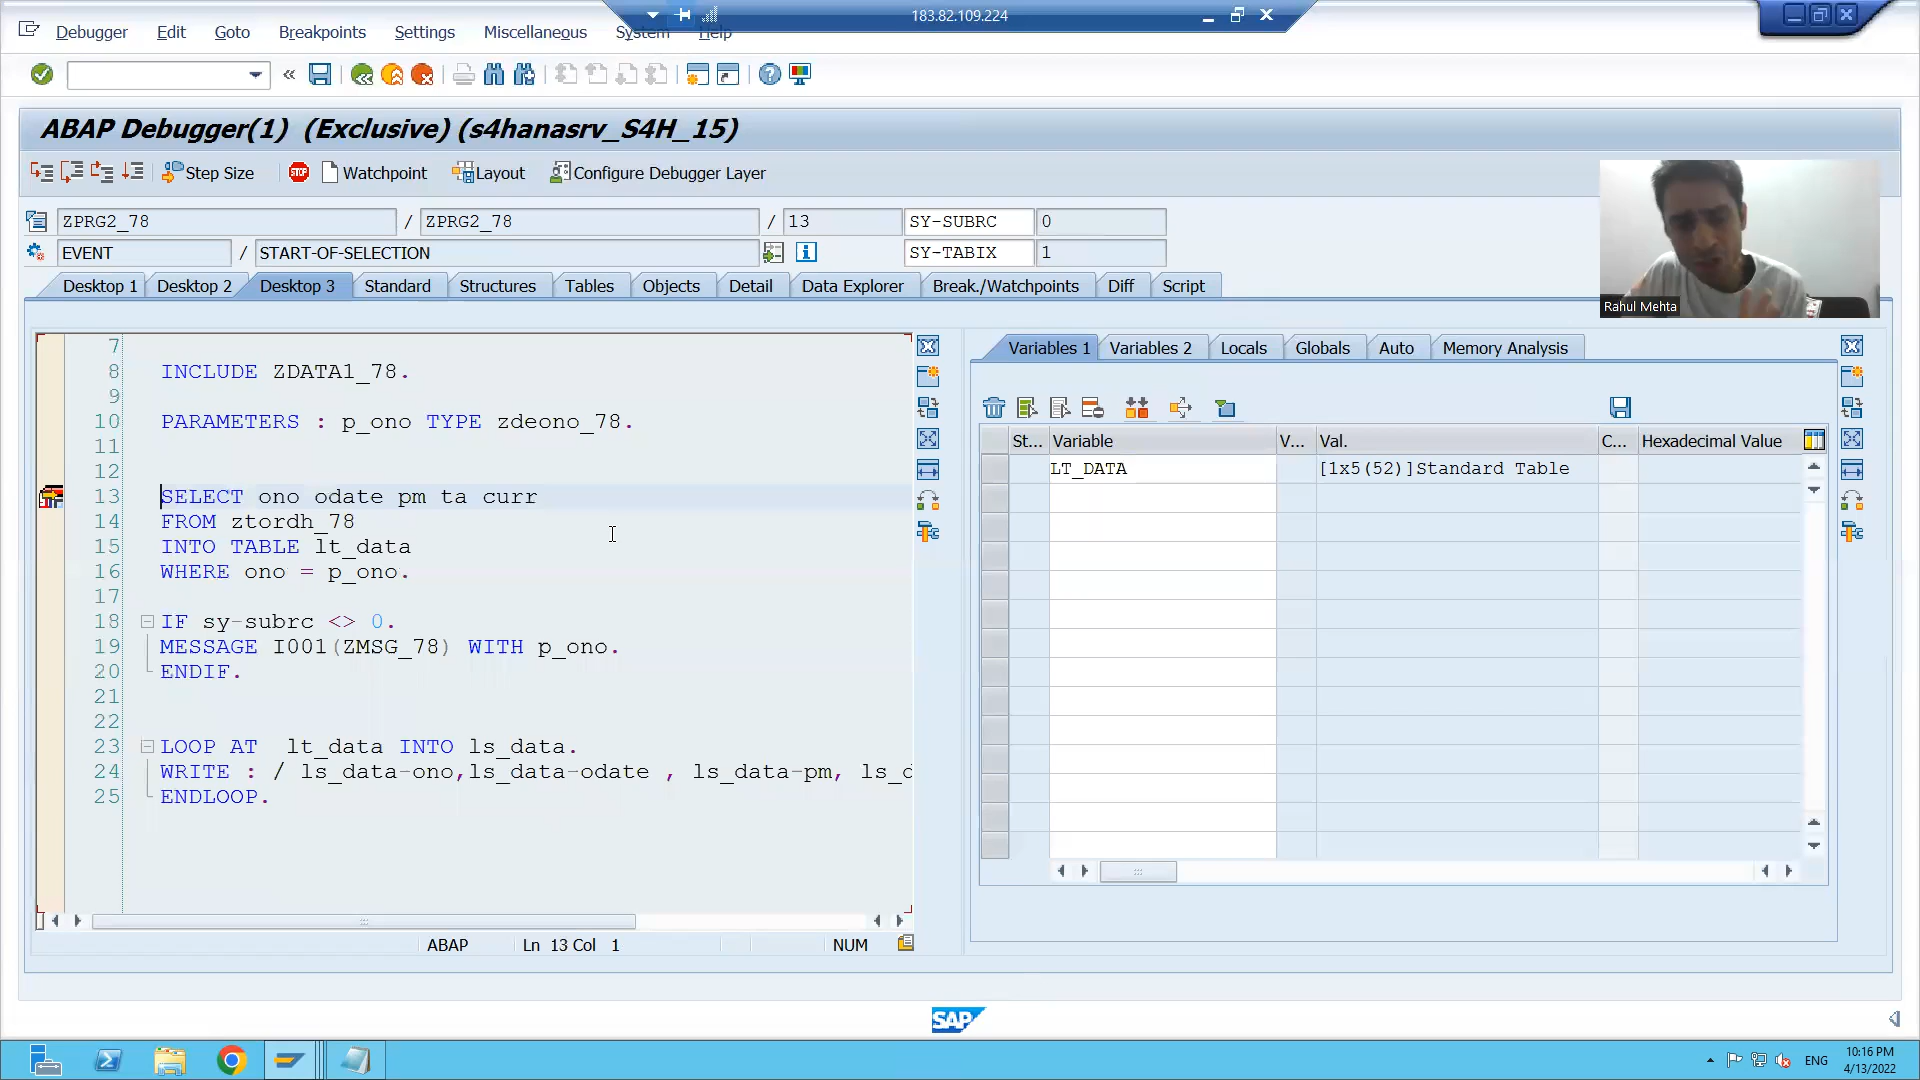 183.82.109.224
Debugger Edit Goto Breakpoints Settings Miscellaneous System Help
ABAP Debugger(1) (Exclusive) (s4hanasrv_S4H_15)
Step Size STOP Watchpoint Layout Configure Debugger Layer
ZPRG2_78 / ZPRG2_78 / 13 SY-SUBRC 0
EVENT / START-OF-SELECTION SY-TABIX 1
Rahul Mehta
Desktop 1 Desktop 2 Desktop 3 Standard Structures Tables Objects Detail Data Explorer Break./Watchpoints Diff Script
7
8 INCLUDE ZDATA1_78.
9
10 PARAMETERS : p_ono TYPE zdeono_78.
11
12
13 SELECT ono odate pm ta curr
14 FROM ztordh_78
15 INTO TABLE lt_data
16 WHERE ono = p_ono.
17
18 IF sy-subrc <> 0.
19 MESSAGE I001(ZMSG_78) WITH p_ono.
20 ENDIF.
21
22
23 LOOP AT  lt_data INTO ls_data.
24 WRITE : / ls_data-ono,ls_data-odate , ls_data-pm, ls_d
25 ENDLOOP.
ABAP Ln 13 Col 1 NUM
Variables 1 Variables 2 Locals Globals Auto Memory Analysis
St... Variable V... Val. C... Hexadecimal Value
LT_DATA [1x5(52)]Standard Table
SAP
ENG
10:16 PM
4/13/2022